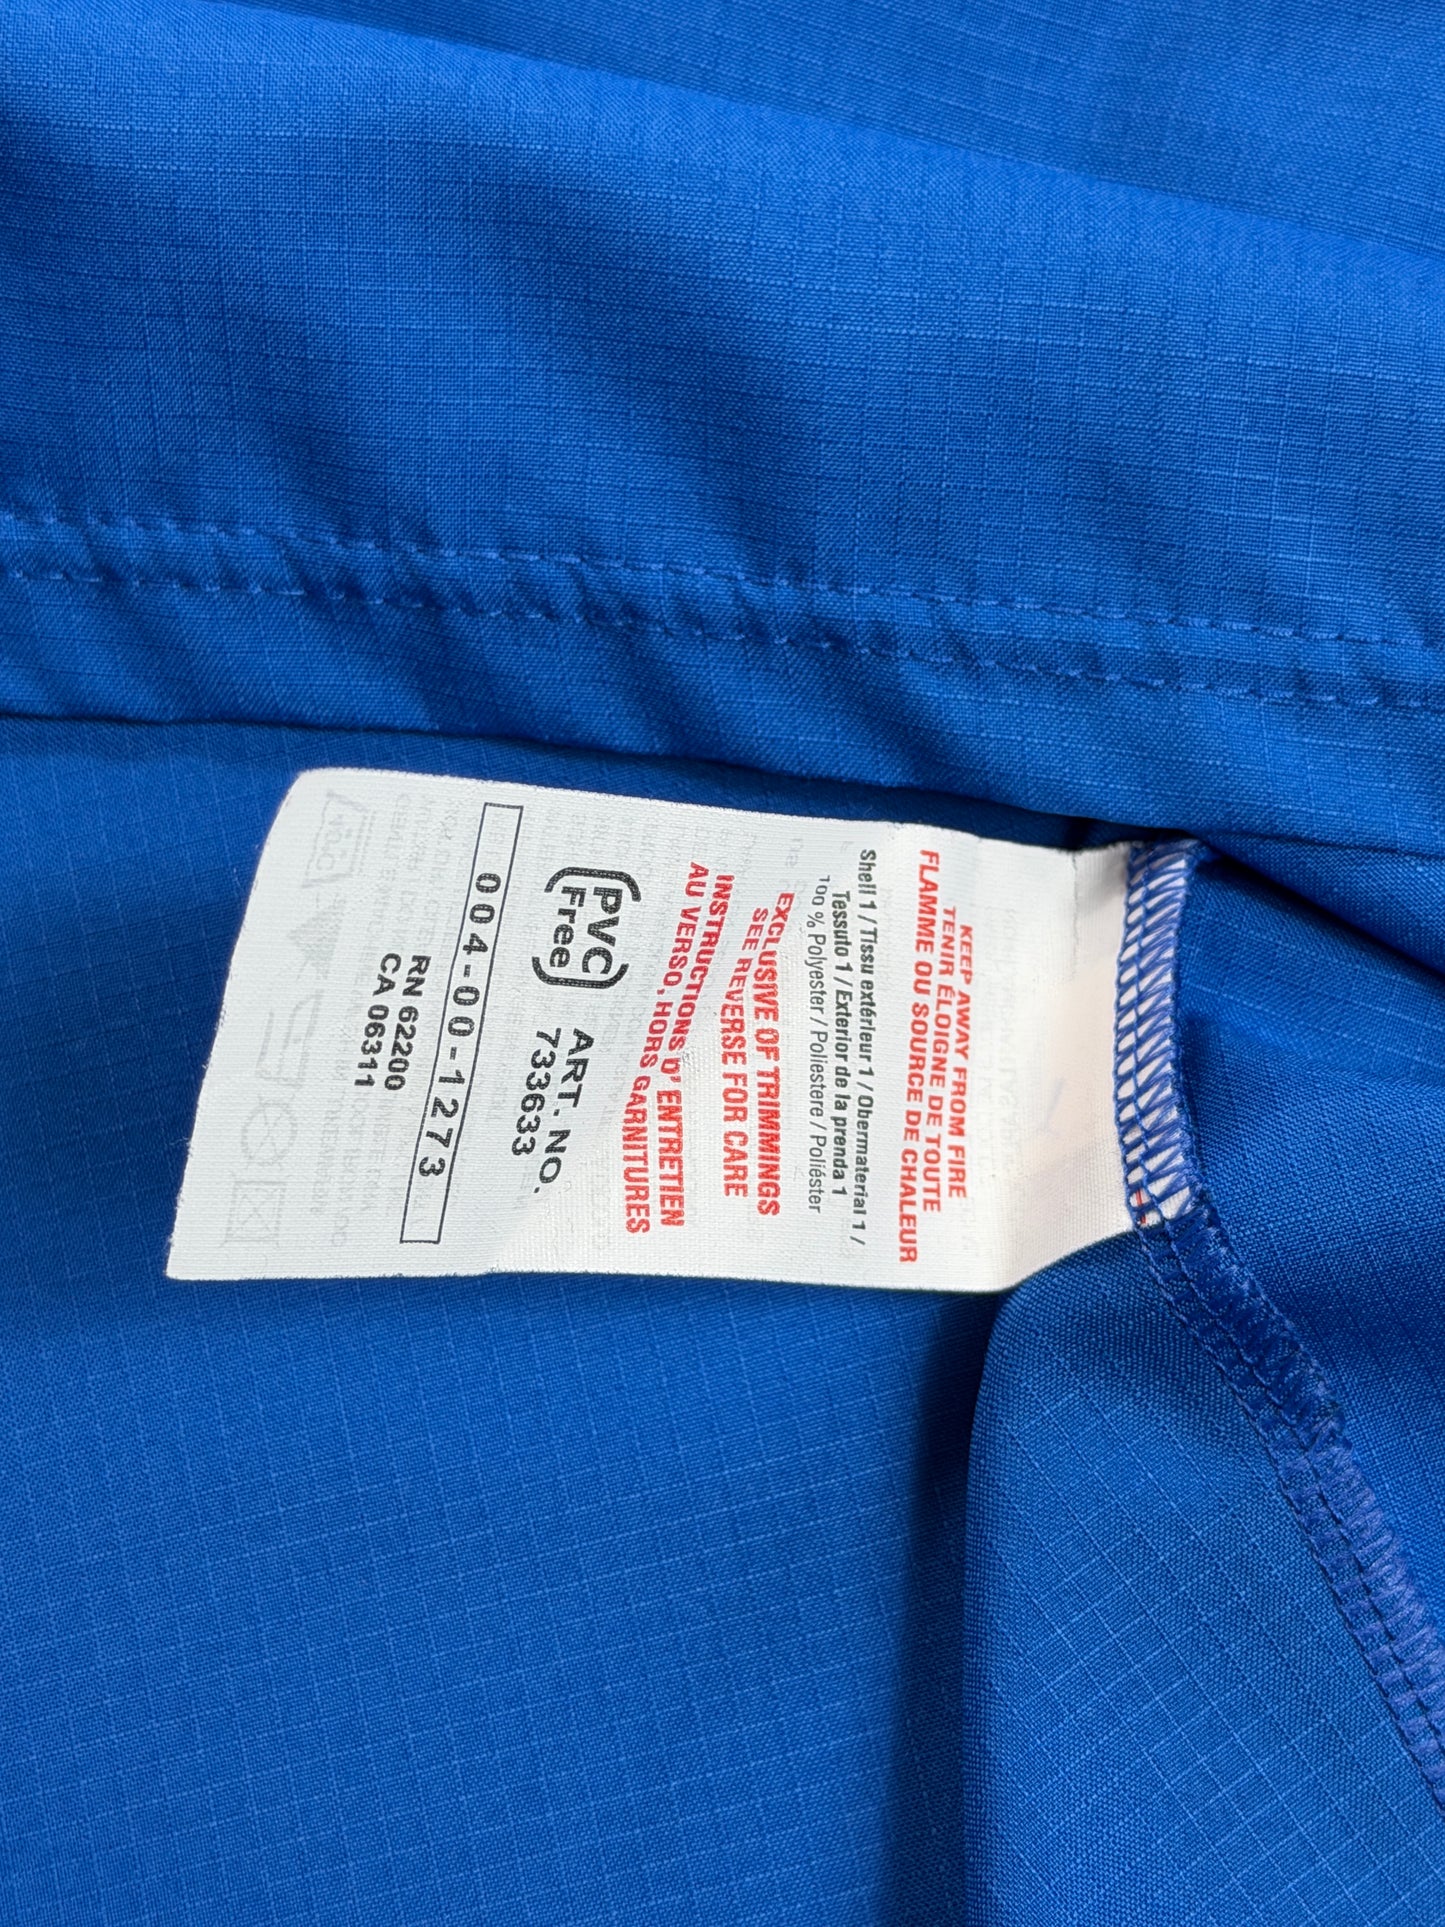 KEEP AWAY FROM FIRE
TENIR ÉLOIGNE DE TOUTE
FLAMME OU SOURCE DE CHALEUR
Shell 1 / Tissu extérieur 1 / Obermaterial 1 /
Tessuto 1 / Exterior de la prenda 1
100 % Polyester / Poliestere / Poliéster
EXCLUSIVE OF TRIMMINGS
SEE REVERSE FOR CARE
INSTRUCTIONS D' ENTRETIEN
AU VERSO, HORS GARNITURES
PVC
Free
ART. NO.
733633
004-00-1273
RN 62200
CA 06311